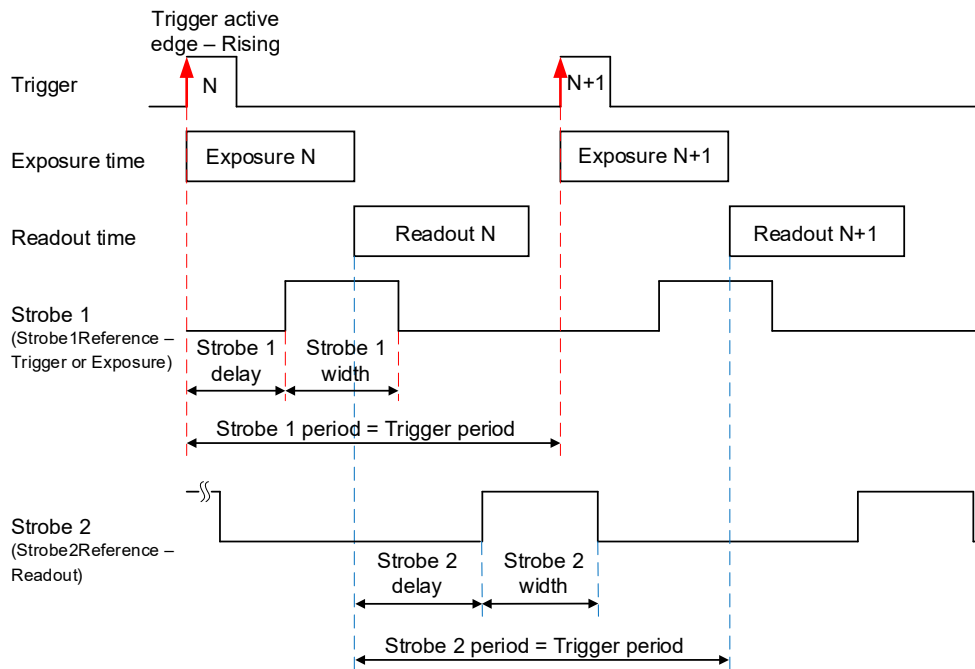 Trigger active
edge – Rising
Trigger
N
N+1
Exposure time
Exposure N
Exposure N+1
Readout time
Readout N
Readout N+1
Strobe 1
(Strobe1Reference –
Trigger or Exposure)
Strobe 1
delay
Strobe 1
width
Strobe 1 period = Trigger period
Strobe 2
(Strobe2Reference –
Readout)
Strobe 2
delay
Strobe 2
width
Strobe 2 period = Trigger period